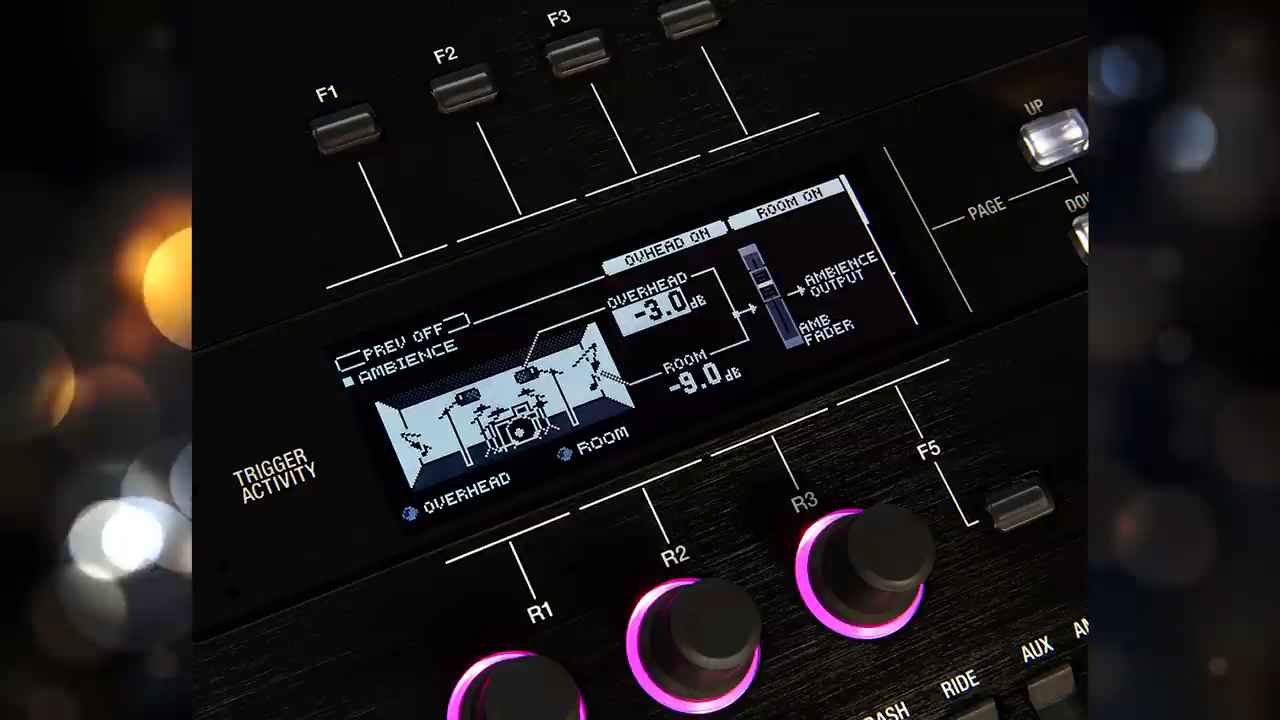 F1
F2
F3
UP
PAGE
ROOM ON
OVHEAD ON
PREV OFF
AMBIENCE
OVERHEAD
-3.0dB
ROOM
-9.0dB
AMBIENCE
OUTPUT
AMB
FADER
OVERHEAD
ROOM
TRIGGER
ACTIVITY
R1
R2
R3
F5
RIDE
AUX